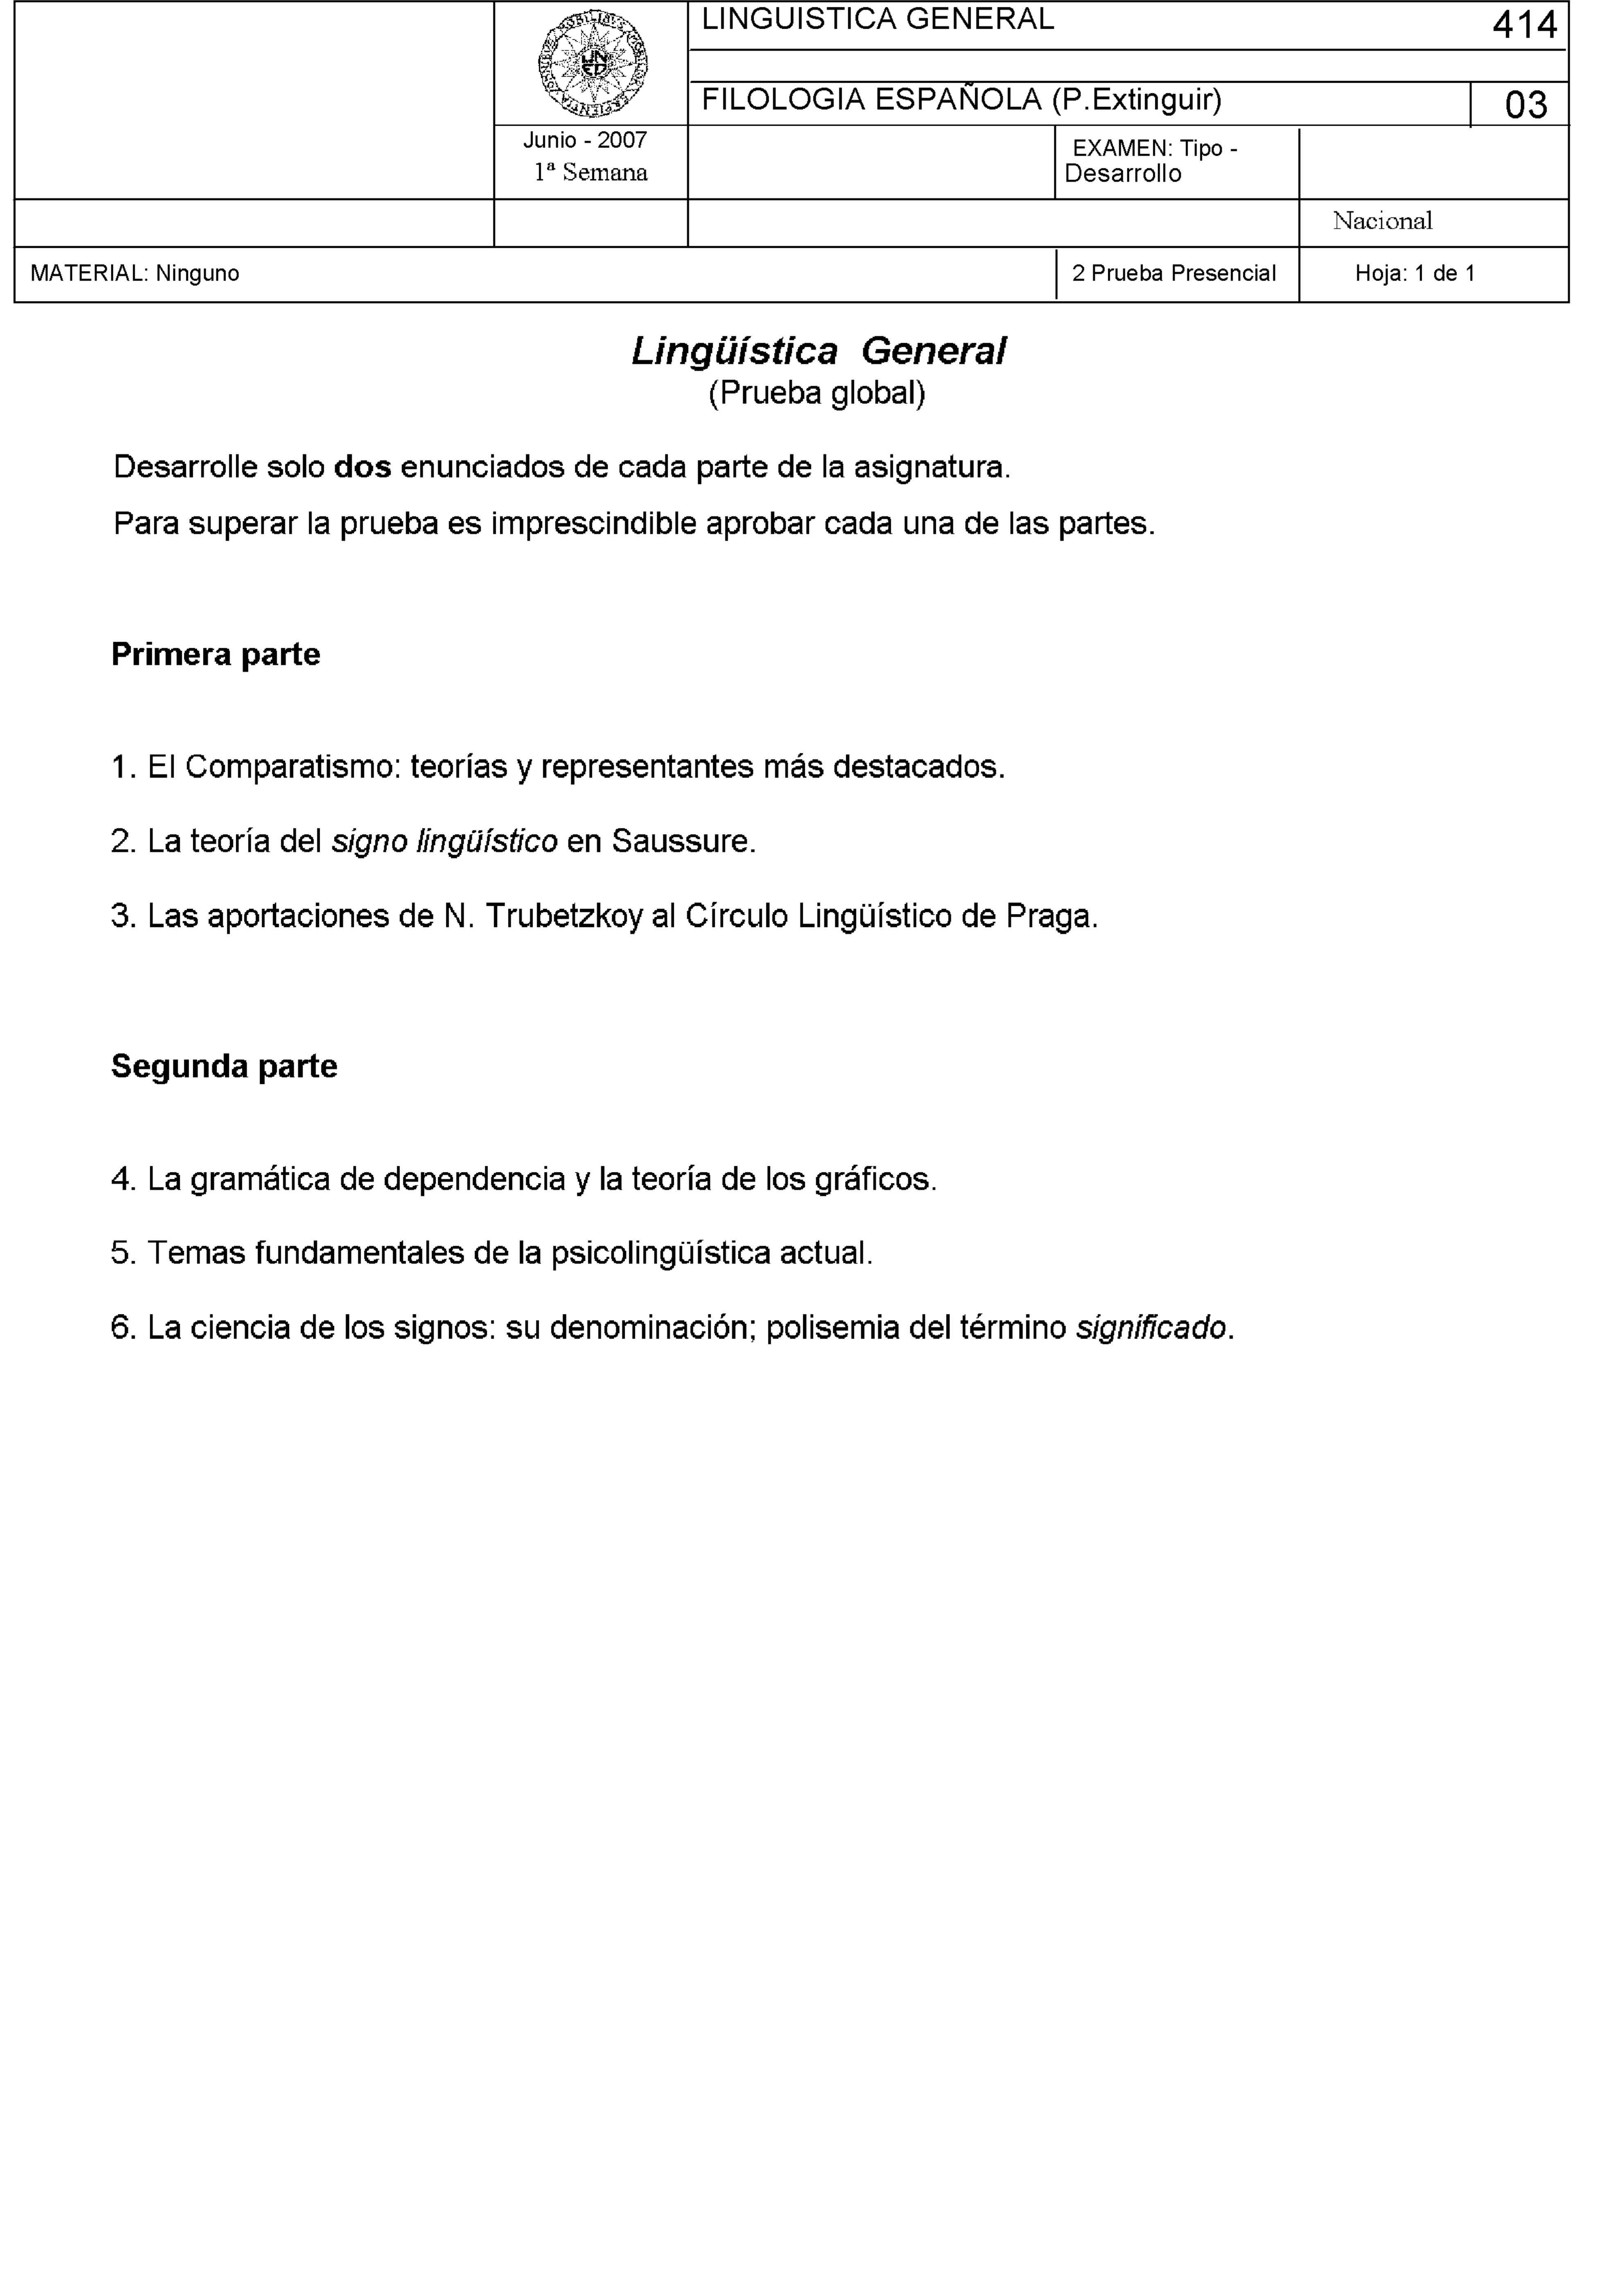 LINGUISTICA GENERAL 414
FILOLOGIA ESPAÑOLA (P.Extinguir) 03
UNED
Junio - 2007
1ª Semana
EXAMEN: Tipo -
Desarrollo
Nacional
MATERIAL: Ninguno 2 Prueba Presencial Hoja: 1 de 1
Lingüística General
(Prueba global)
Desarrolle solo dos enunciados de cada parte de la asignatura.
Para superar la prueba es imprescindible aprobar cada una de las partes.
Primera parte
1. El Comparatismo: teorías y representantes más destacados.
2. La teoría del signo lingüístico en Saussure.
3. Las aportaciones de N. Trubetzkoy al Círculo Lingüístico de Praga.
Segunda parte
4. La gramática de dependencia y la teoría de los gráficos.
5. Temas fundamentales de la psicolingüística actual.
6. La ciencia de los signos: su denominación; polisemia del término significado.